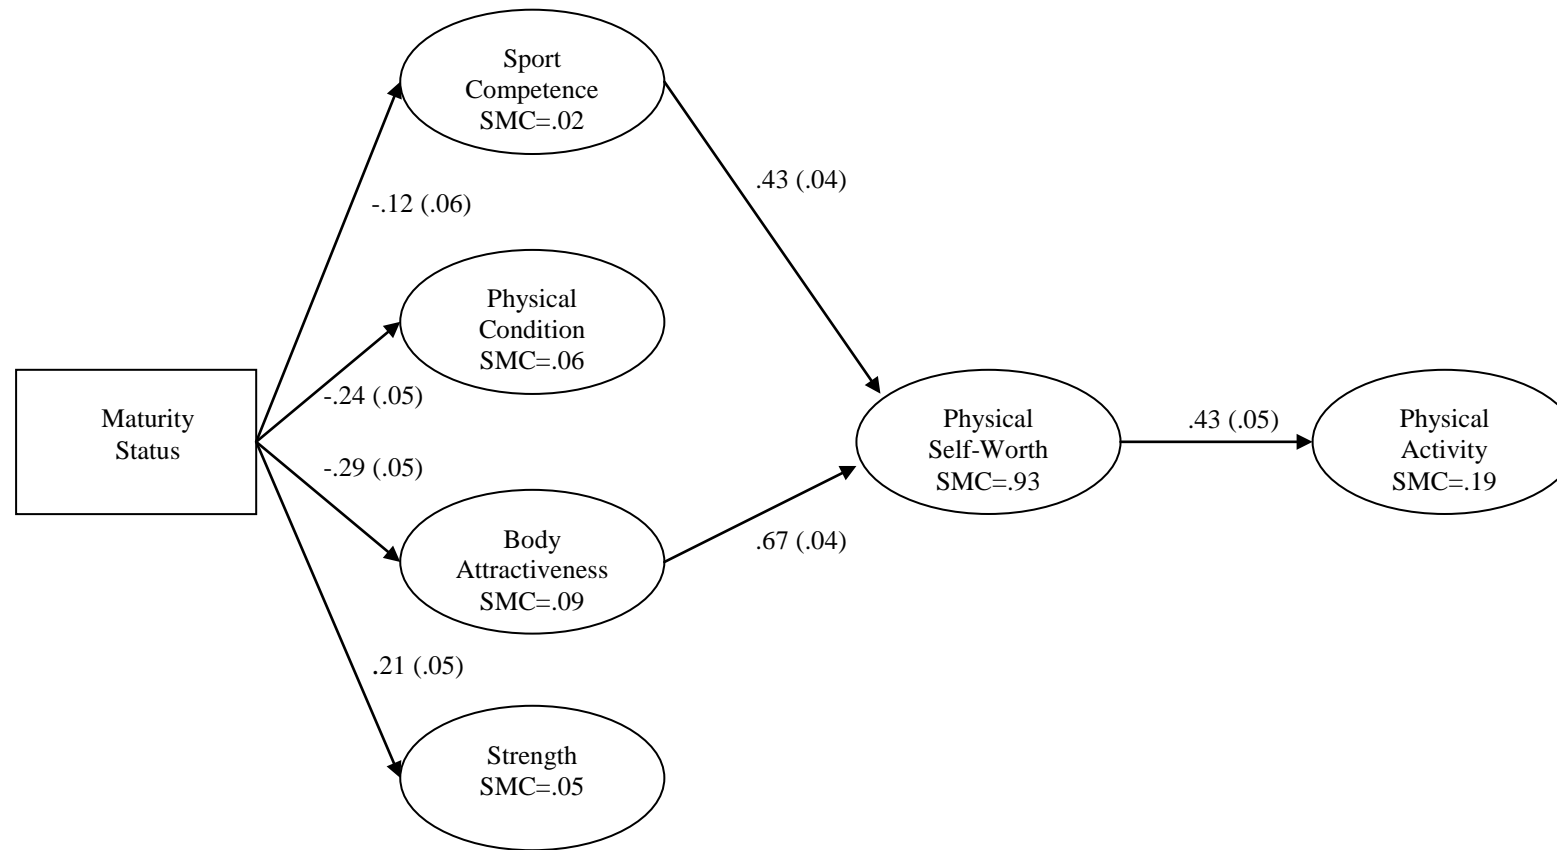 Sport
Competence
SMC=.02
-.12 (.06)
.43 (.04)
Physical
Condition
SMC=.06
-.24 (.05)
Maturity
Status
-.29 (.05)
Physical
Self-Worth
SMC=.93
.43 (.05)
Physical
Activity
SMC=.19
Body
Attractiveness
SMC=.09
.67 (.04)
.21 (.05)
Strength
SMC=.05